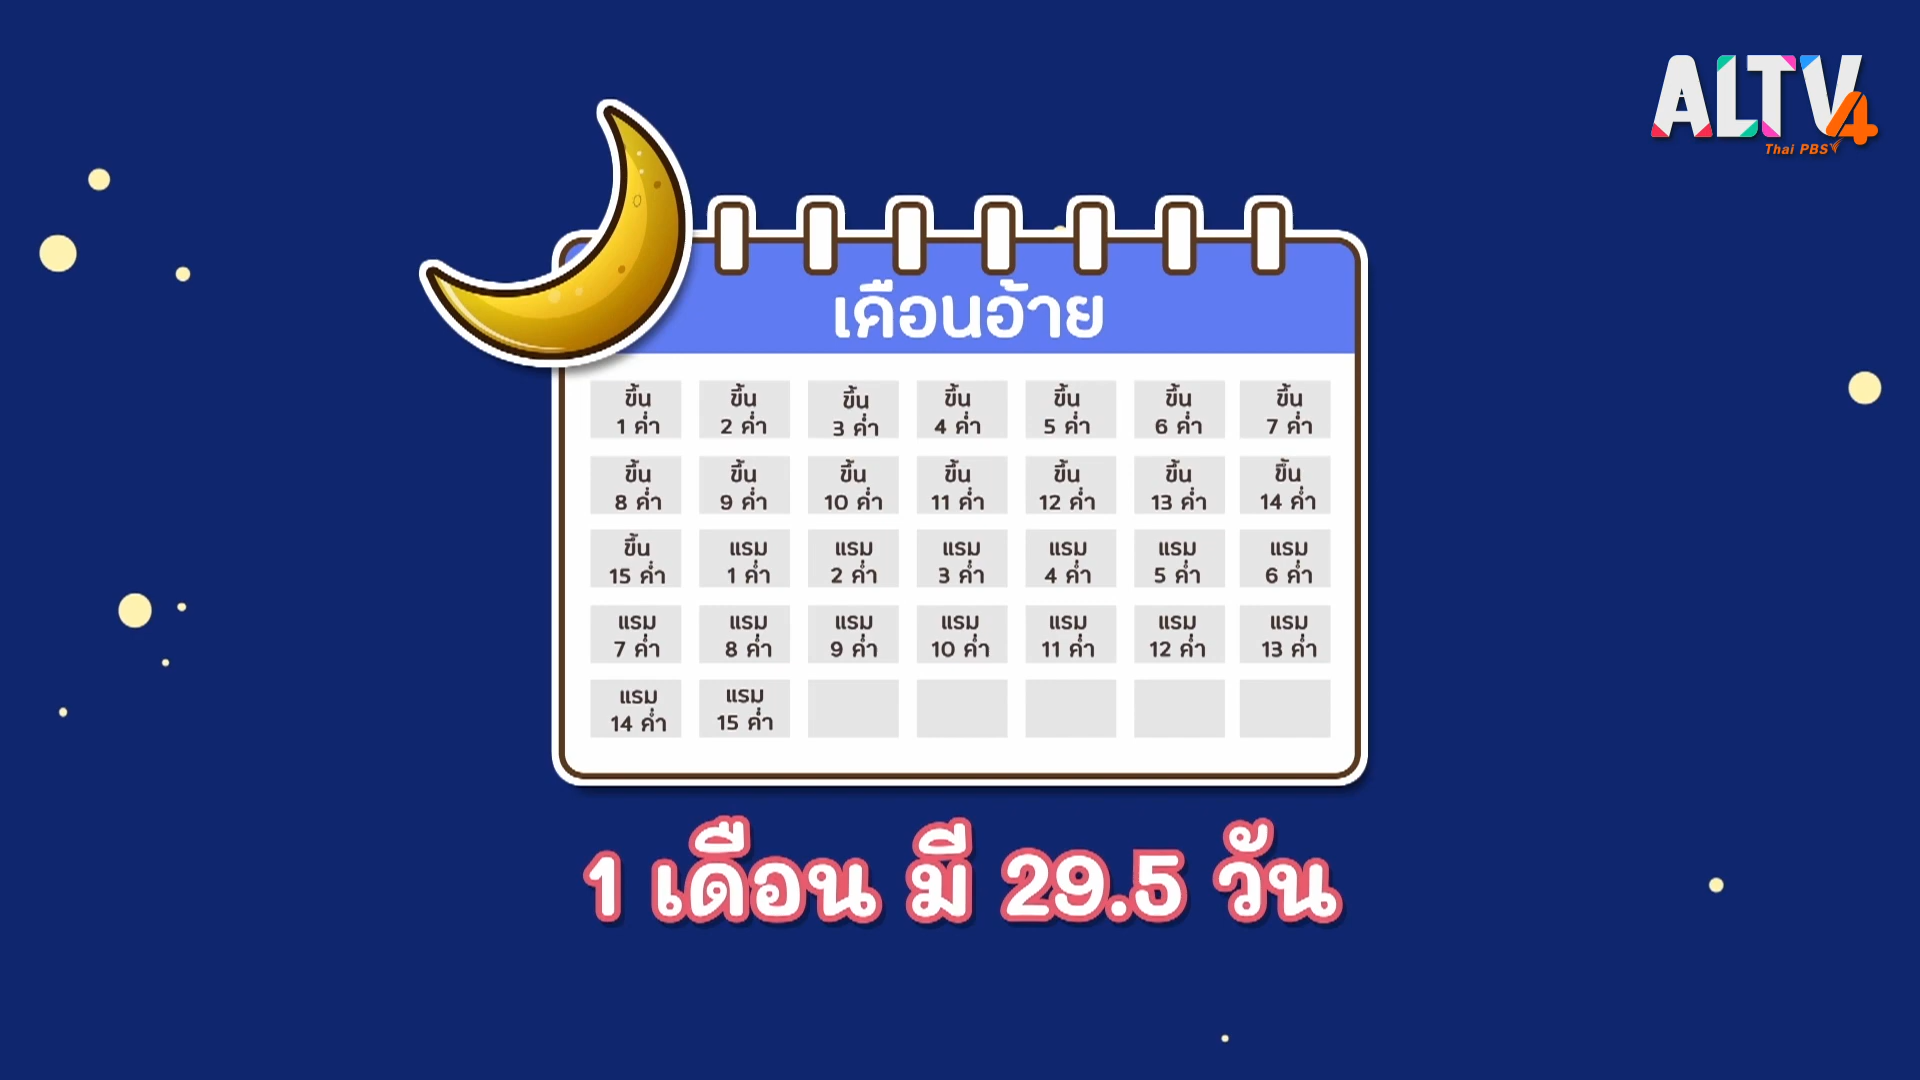 ALTV4
Thai PBS
เดือนอ้าย
ขึ้น 1 ค่ำ ขึ้น 2 ค่ำ ขึ้น 3 ค่ำ ขึ้น 4 ค่ำ ขึ้น 5 ค่ำ ขึ้น 6 ค่ำ ขึ้น 7 ค่ำ
ขึ้น 8 ค่ำ ขึ้น 9 ค่ำ ขึ้น 10 ค่ำ ขึ้น 11 ค่ำ ขึ้น 12 ค่ำ ขึ้น 13 ค่ำ ขึ้น 14 ค่ำ
ขึ้น 15 ค่ำ แรม 1 ค่ำ แรม 2 ค่ำ แรม 3 ค่ำ แรม 4 ค่ำ แรม 5 ค่ำ แรม 6 ค่ำ
แรม 7 ค่ำ แรม 8 ค่ำ แรม 9 ค่ำ แรม 10 ค่ำ แรม 11 ค่ำ แรม 12 ค่ำ แรม 13 ค่ำ
แรม 14 ค่ำ แรม 15 ค่ำ
1 เดือน มี 29.5 วัน